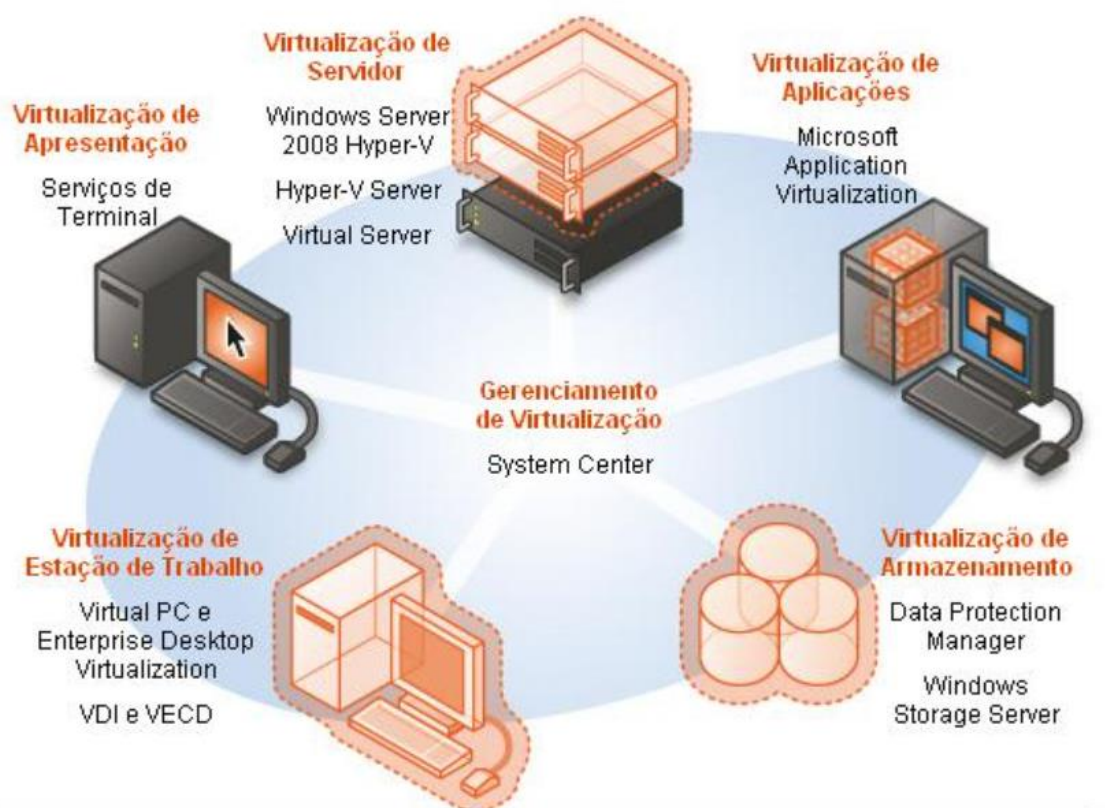 Virtualização de
Servidor
Windows Server
2008 Hyper-V
Hyper-V Server
Virtual Server
Virtualização de
Aplicações
Microsoft
Application
Virtualization
Virtualização de
Apresentação
Serviços de
Terminal
Gerenciamento
de Virtualização
System Center
Virtualização de
Estação de Trabalho
Virtual PC e
Enterprise Desktop
Virtualization
VDI e VECD
Virtualização de
Armazenamento
Data Protection
Manager
Windows
Storage Server